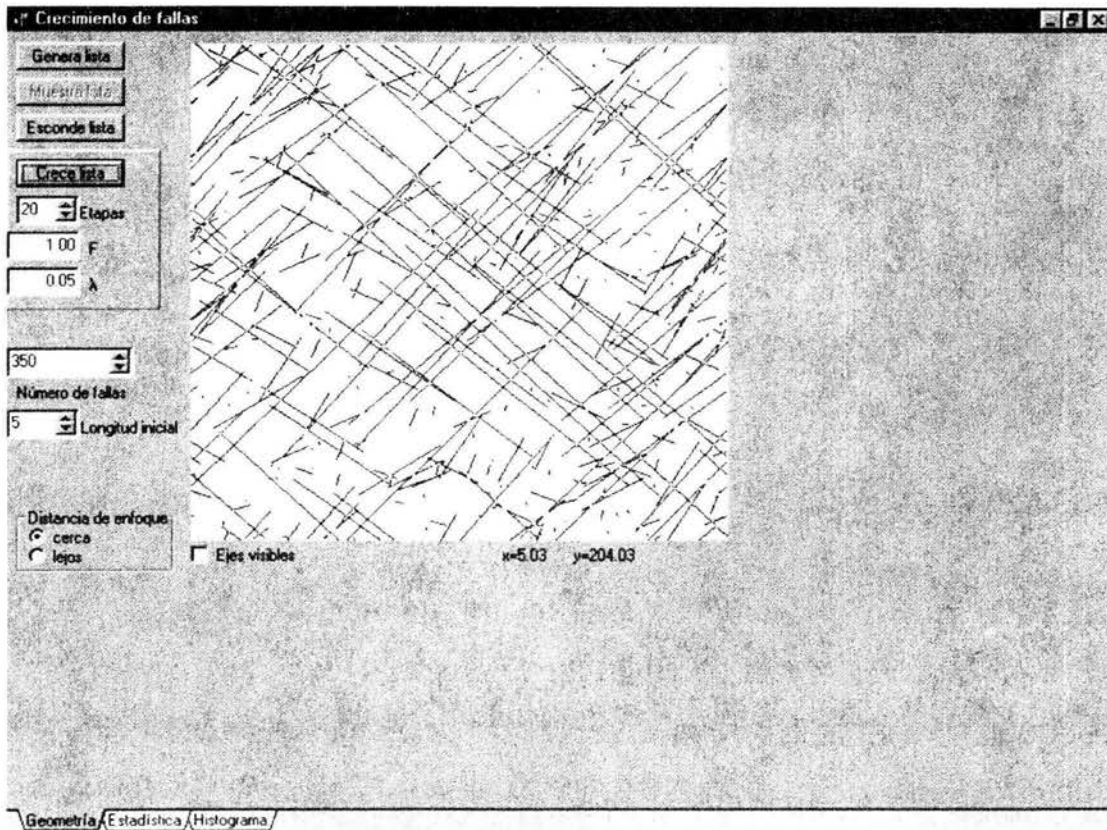 Crecimiento de fallas
Genera lista
Muestra lista
Esconde lista
Crece lista
20 Etapas
1.00 F
0.05 λ
350
Número de fallas
5 Longitud inicial
Distancia de enfoque
cerca
lejos
Ejes visibles x=5.03 y=204.03
Geometría Estadística Histograma